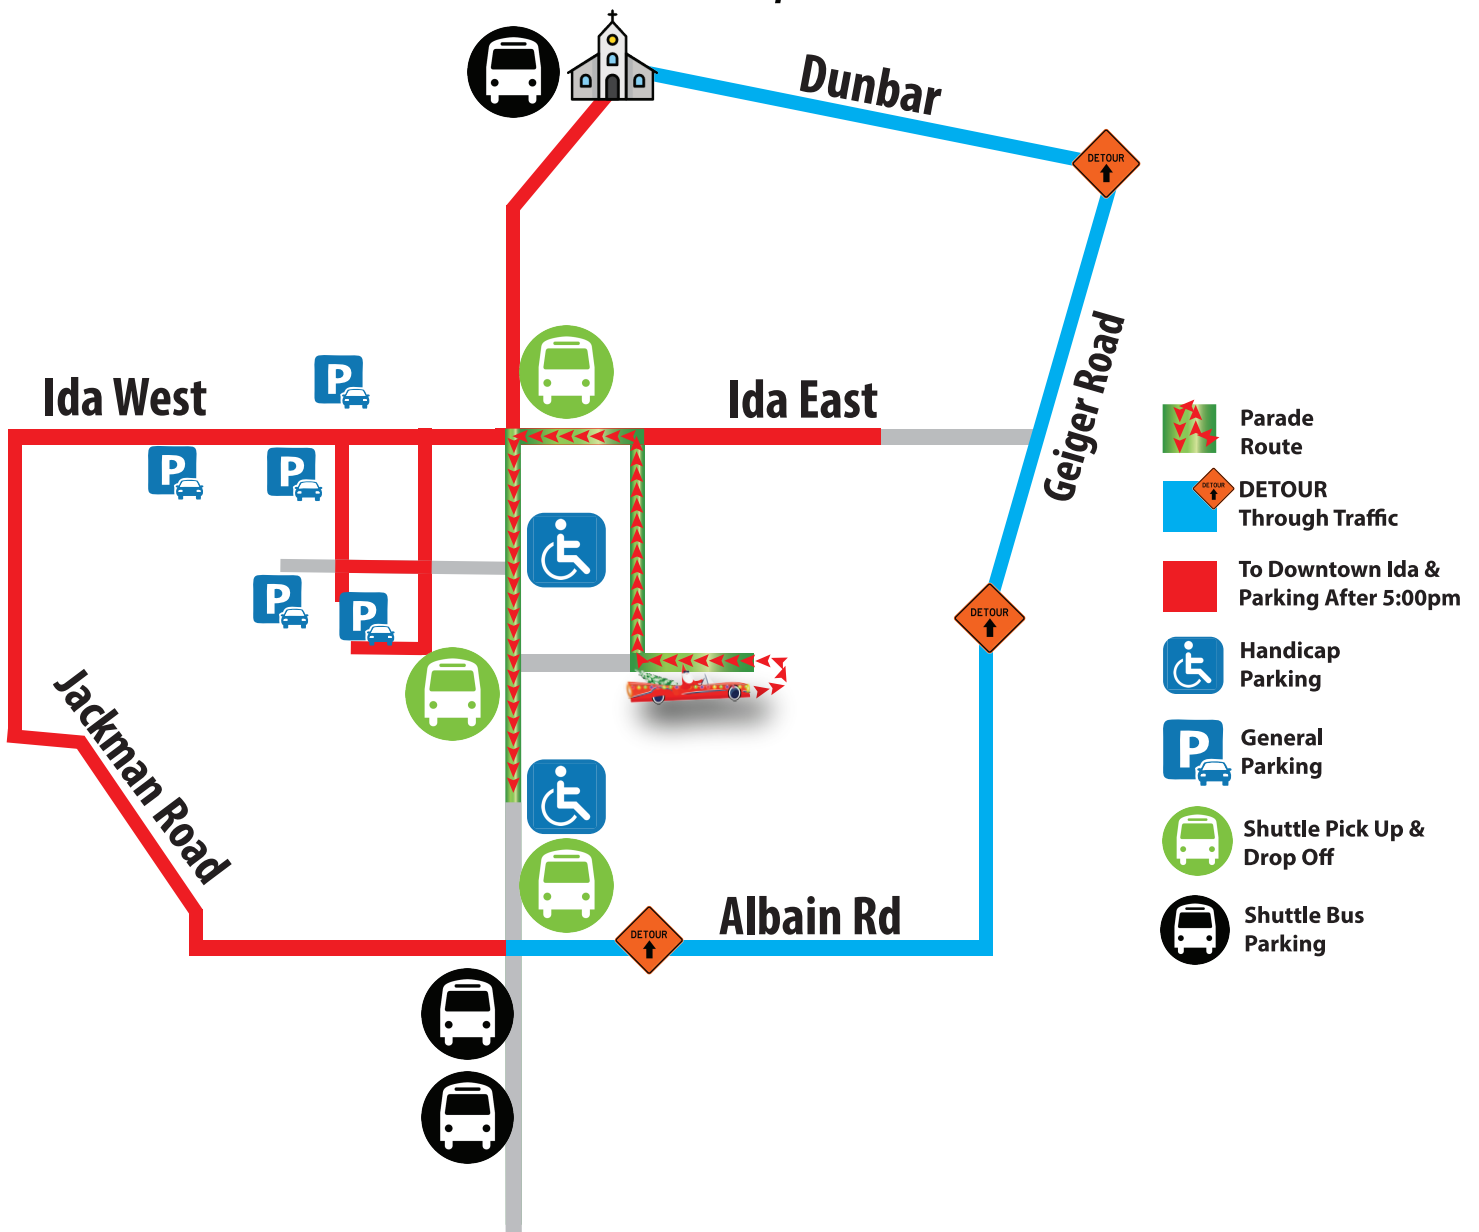 Dunbar
DETOUR
Ida West
P
Ida East
Geiger Road
P
P
P
P
DETOUR
Jackman Road
Albain Rd
DETOUR
Parade
Route
DETOUR
DETOUR
Through Traffic
To Downtown Ida &
Parking After 5:00pm
Handicap
Parking
P
General
Parking
Shuttle Pick Up &
Drop Off
Shuttle Bus
Parking